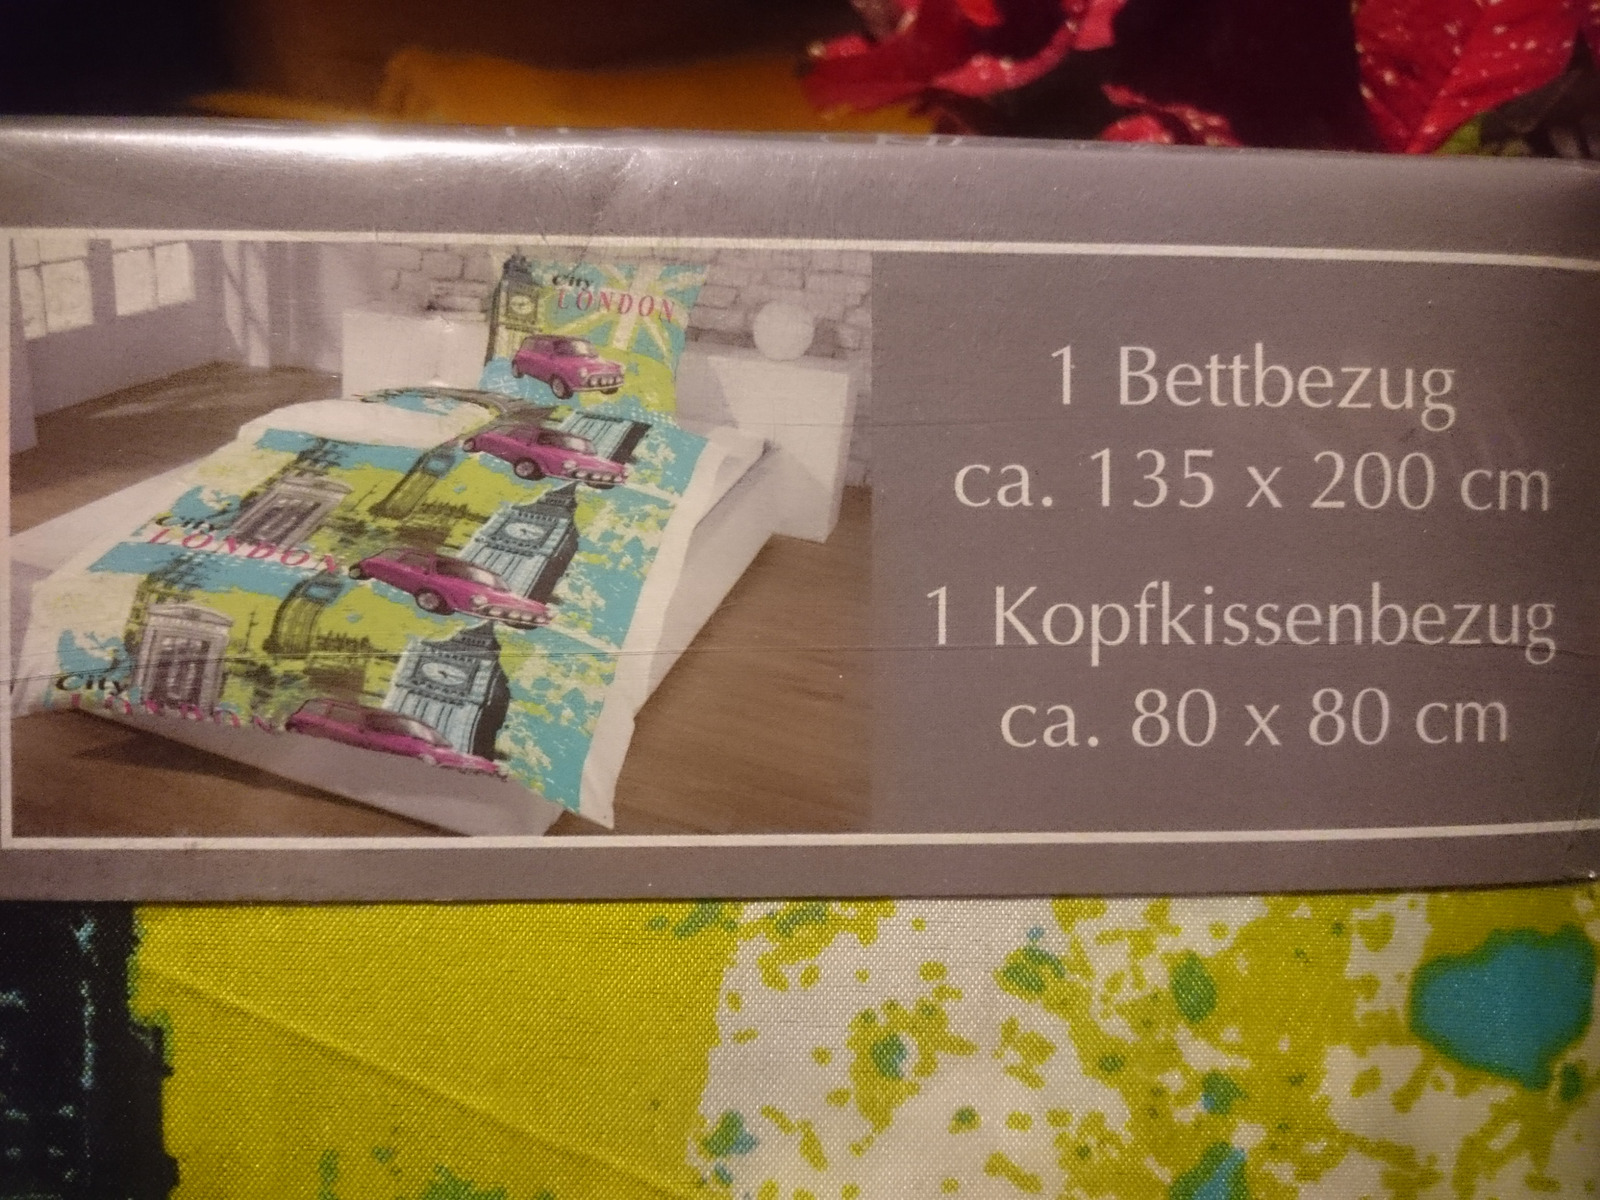 City
LONDON
1 Bettbezug
ca. 135 x 200 cm
1 Kopfkissenbezug
ca. 80 x 80 cm
City
LONDON
City
LONDON